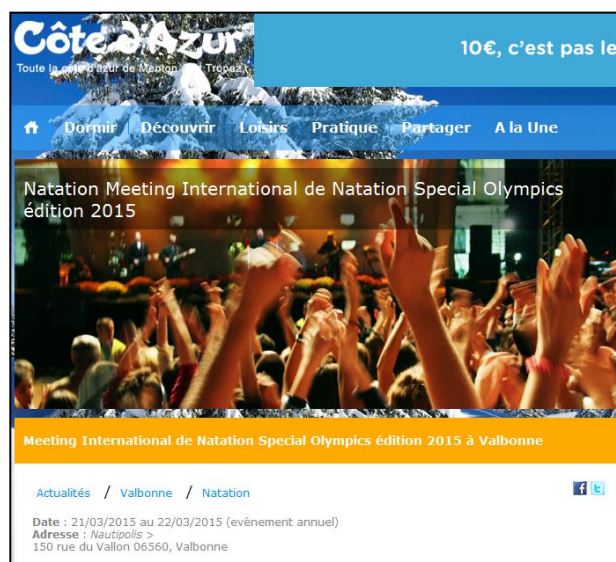 Côte d'Azur
Toute la côte d'azur de Menton Tropez
10€, c'est pas le
Dormir Découvrir Loisirs Pratique Partager A la Une
Natation Meeting International de Natation Special Olympics
édition 2015
Meeting International de Natation Special Olympics édition 2015 à Valbonne
Actualités / Valbonne / Natation
Date : 21/03/2015 au 22/03/2015 (evènement annuel)
Adresse : Nautipolis >
150 rue du Vallon 06560, Valbonne